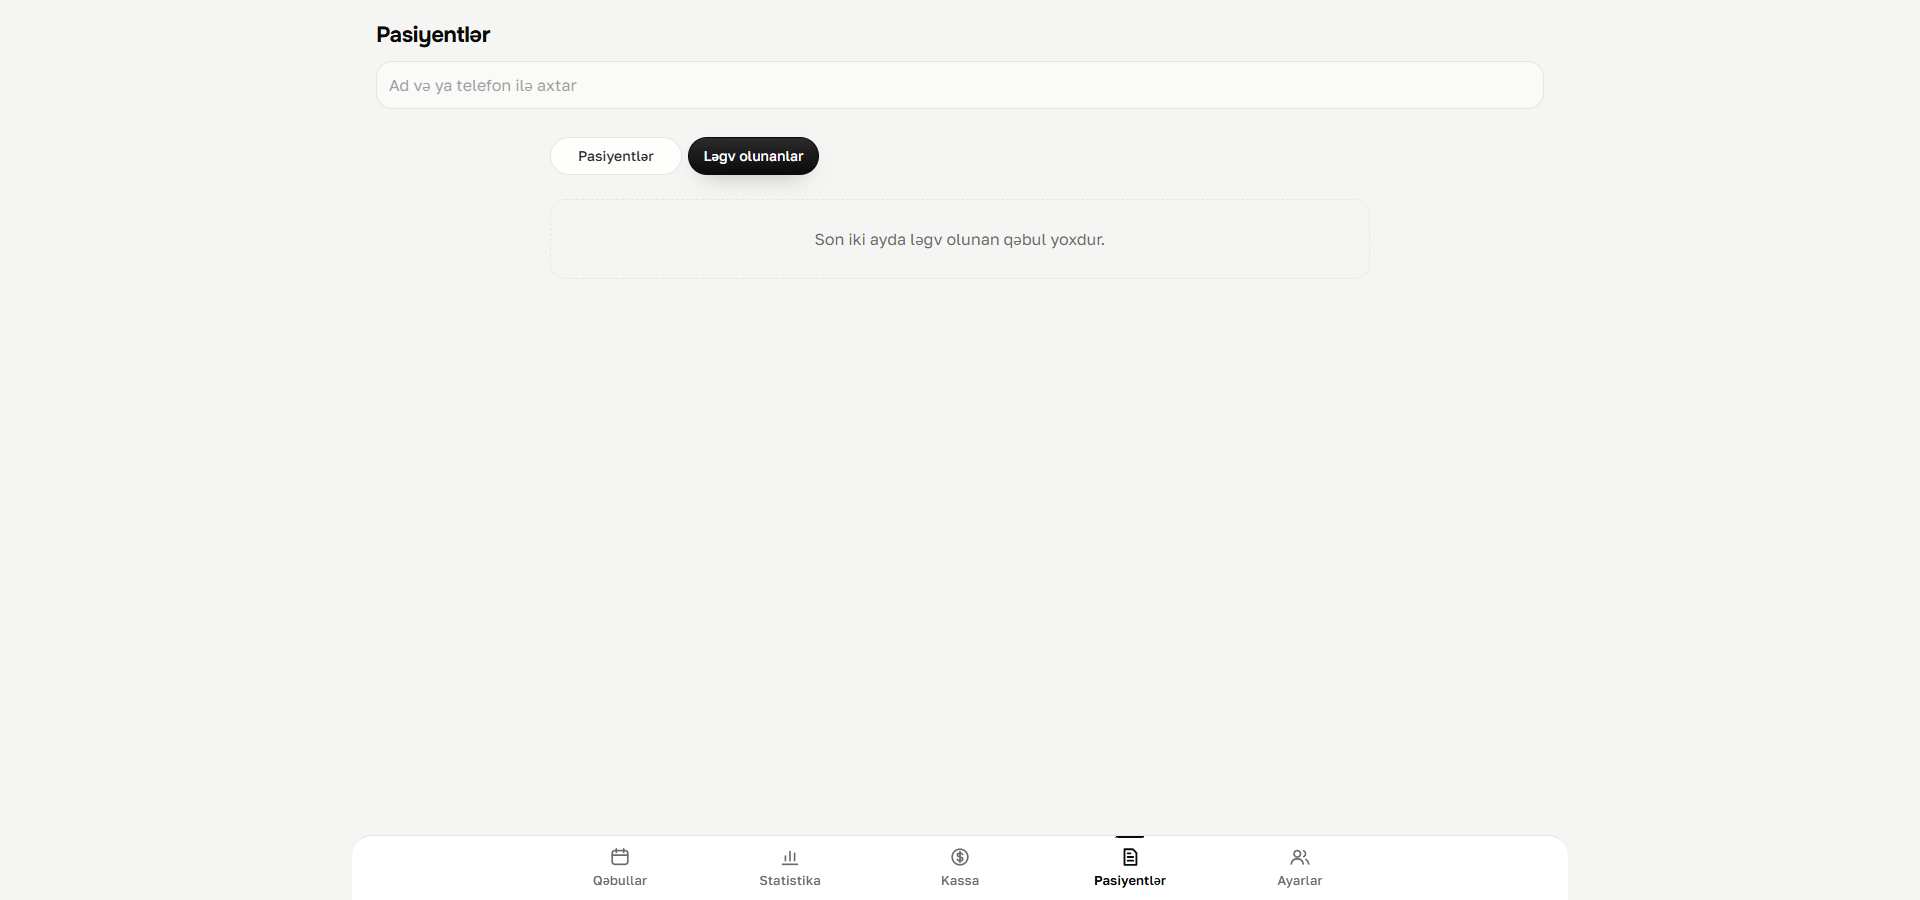 Pasiyentlər
Ad və ya telefon ilə axtar
Pasiyentlər
Ləgv olunanlar
Son iki ayda ləgv olunan qəbul yoxdur.
Qəbullar
Statistika
Kassa
Pasiyentlər
Ayarlar